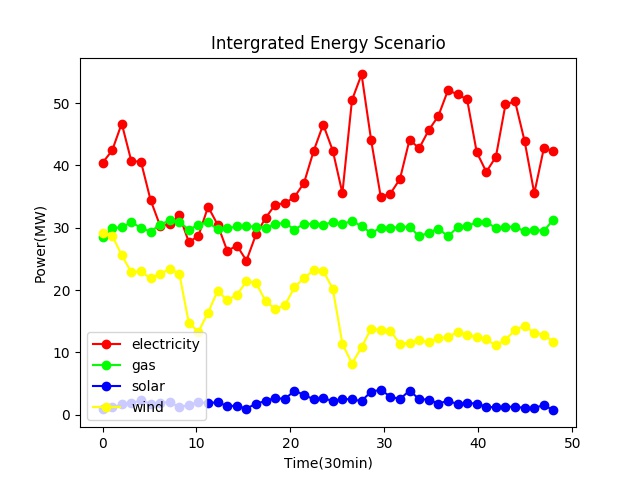 Intergrated Energy Scenario
Power(MW)
50
40
30
20
10
0
electricity
gas
solar
wind
0 10 20 30 40 50
Time(30min)